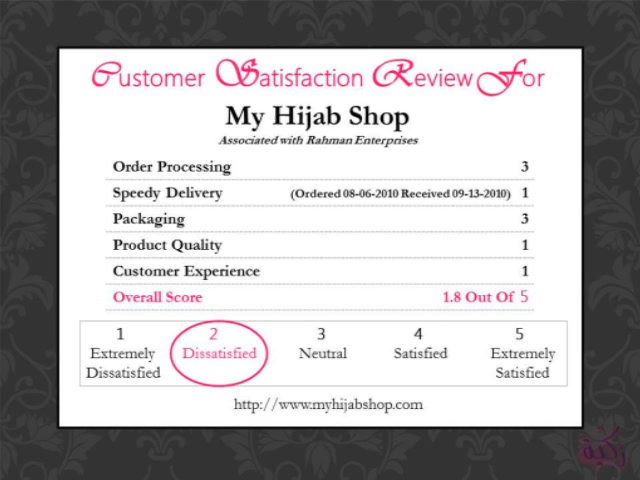 Customer Satisfaction Review For
My Hijab Shop
Associated with Rahman Enterprises
Order Processing 3
Speedy Delivery (Ordered 08-06-2010 Received 09-13-2010) 1
Packaging 3
Product Quality 1
Customer Experience 1
Overall Score 1.8 Out Of 5
1 2 3 4 5
Extremely Dissatisfied Neutral Satisfied Extremely
Dissatisfied Satisfied
http://www.myhijabshop.com